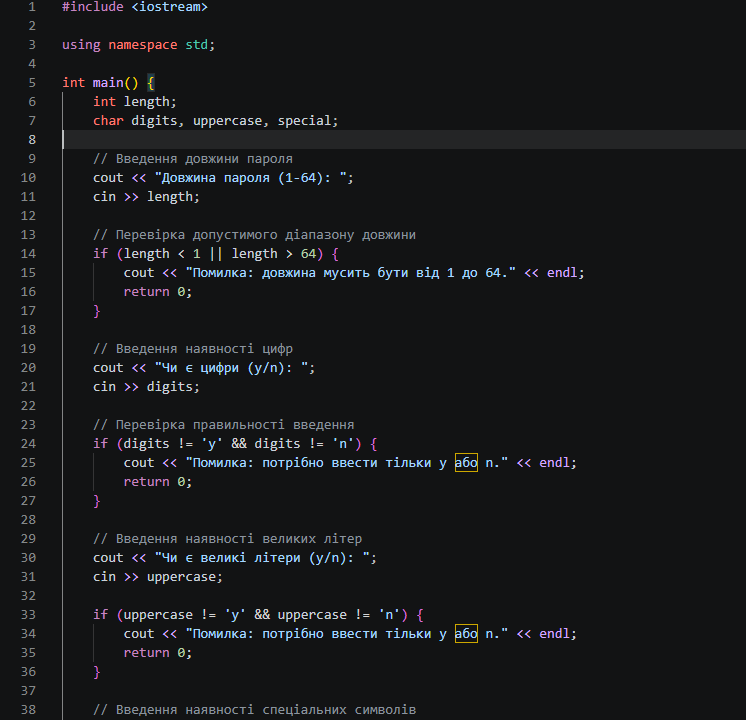 1 #include <iostream>
2
3 using namespace std;
4
5 int main() {
6     int length;
7     char digits, uppercase, special;
8
9     // Введення довжини пароля
10     cout << "Довжина пароля (1-64): ";
11     cin >> length;
12
13     // Перевірка допустимого діапазону довжини
14     if (length < 1 || length > 64) {
15         cout << "Помилка: довжина мусить бути від 1 до 64." << endl;
16         return 0;
17     }
18
19     // Введення наявності цифр
20     cout << "Чи є цифри (y/n): ";
21     cin >> digits;
22
23     // Перевірка правильності введення
24     if (digits != 'y' && digits != 'n') {
25         cout << "Помилка: потрібно ввести тільки y або n." << endl;
26         return 0;
27     }
28
29     // Введення наявності великих літер
30     cout << "Чи є великі літери (y/n): ";
31     cin >> uppercase;
32
33     if (uppercase != 'y' && uppercase != 'n') {
34         cout << "Помилка: потрібно ввести тільки y або n." << endl;
35         return 0;
36     }
37
38     // Введення наявності спеціальних символів